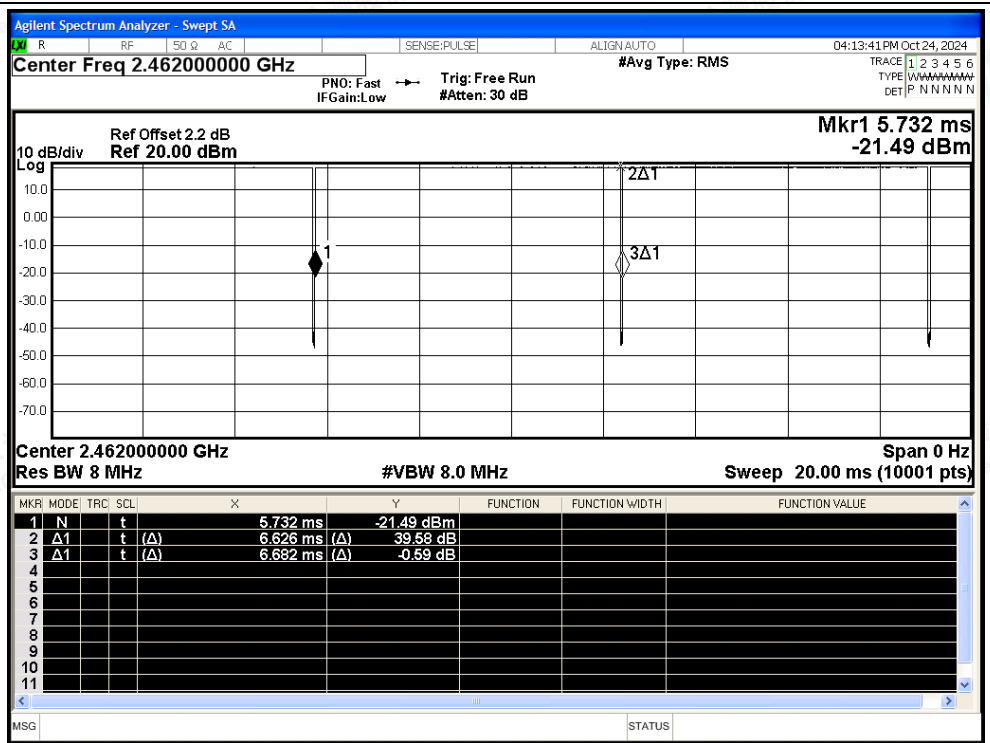 Agilent Spectrum Analyzer - Swept SA
LXI R RF 50 Ω AC SENSE:PULSE ALIGN AUTO 04:13:41 PM Oct 24, 2024
Center Freq 2.462000000 GHz #Avg Type: RMS TRACE 1 2 3 4 5 6
PNO: Fast Trig: Free Run TYPE WWWWWW
IFGain:Low #Atten: 30 dB DET P N N N N N
Mkr1 5.732 ms
Ref Offset 2.2 dB
10 dB/div Ref 20.00 dBm -21.49 dBm
Log
2Δ1
10.0
0.00
-10.0
1
3Δ1
-20.0
-30.0
-40.0
-50.0
-60.0
-70.0
Center 2.462000000 GHz Span 0 Hz
Res BW 8 MHz #VBW 8.0 MHz Sweep 20.00 ms (10001 pts)
MKR MODE TRC SCL X Y FUNCTION FUNCTION WIDTH FUNCTION VALUE
1 N t 5.732 ms -21.49 dBm
2 Δ1 t (Δ) 6.626 ms (Δ) 39.58 dB
3 Δ1 t (Δ) 6.682 ms (Δ) -0.59 dB
4
5
6
7
8
9
10
11
MSG STATUS